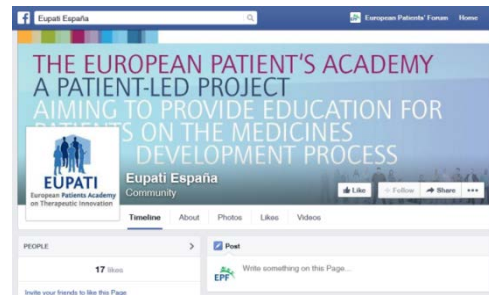 Eupati España
European Patients' Forum Home
THE EUROPEAN PATIENT'S ACADEMY
A PATIENT-LED PROJECT
AIMING TO PROVIDE EDUCATION FOR
PATIENTS ON THE MEDICINES
DEVELOPMENT PROCESS
EUPATI
European Patients Academy
on Therapeutic Innovation
Eupati España
Community
Like Follow Share
Timeline About Photos Likes Videos
PEOPLE
17 likes
Invite your friends to like this Page
Post
EPF
Write something on this Page...